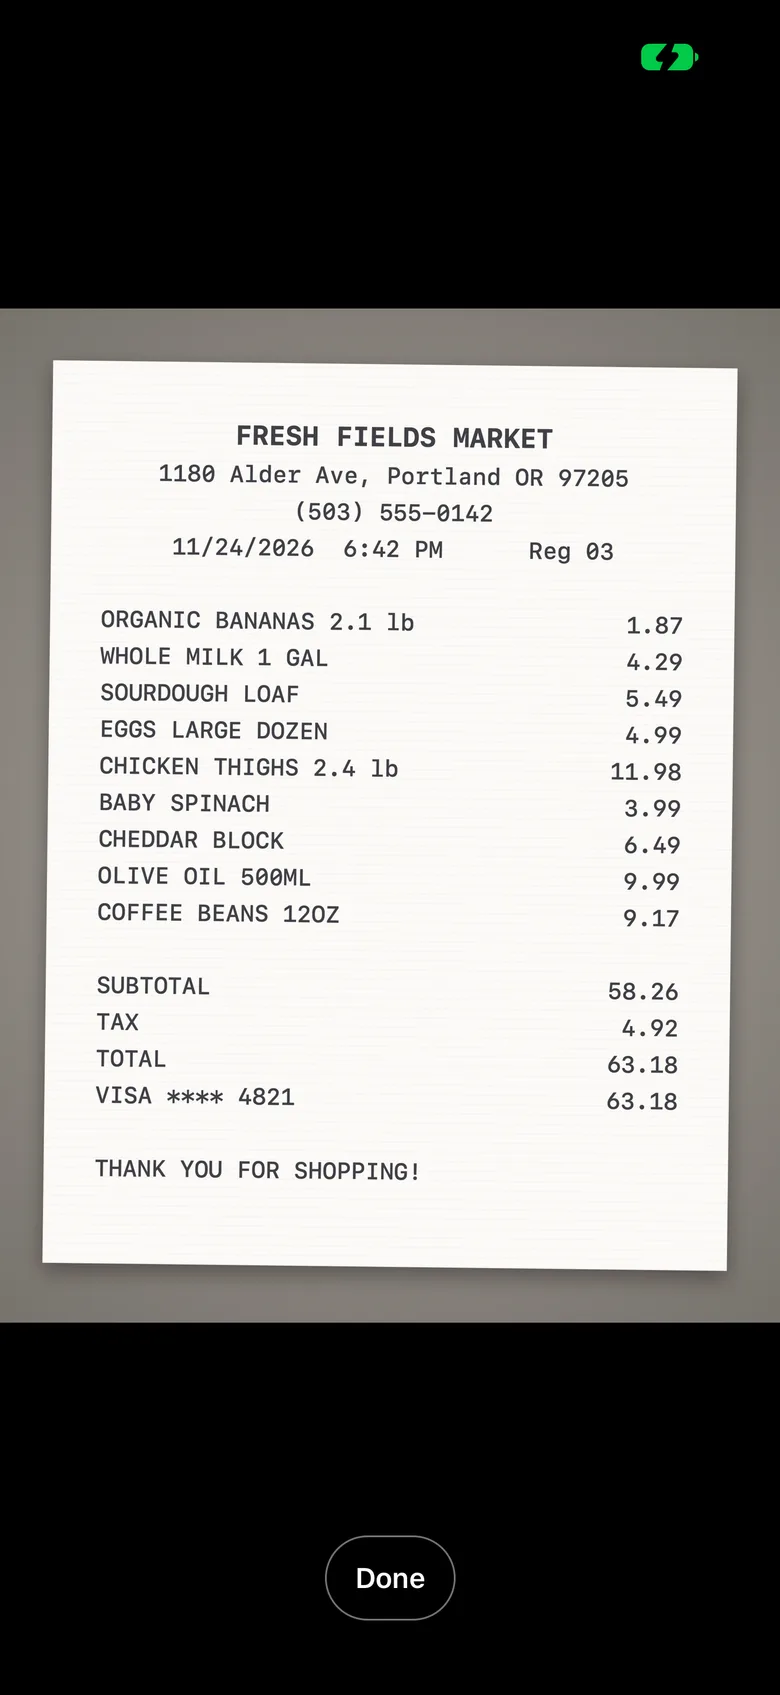 FRESH FIELDS MARKET
1180 Alder Ave, Portland OR 97205
(503) 555-0142
11/24/2026 6:42 PM Reg 03
ORGANIC BANANAS 2.1 lb 1.87
WHOLE MILK 1 GAL 4.29
SOURDOUGH LOAF 5.49
EGGS LARGE DOZEN 4.99
CHICKEN THIGHS 2.4 lb 11.98
BABY SPINACH 3.99
CHEDDAR BLOCK 6.49
OLIVE OIL 500ML 9.99
COFFEE BEANS 12OZ 9.17
SUBTOTAL 58.26
TAX 4.92
TOTAL 63.18
VISA **** 4821 63.18
THANK YOU FOR SHOPPING!
Done